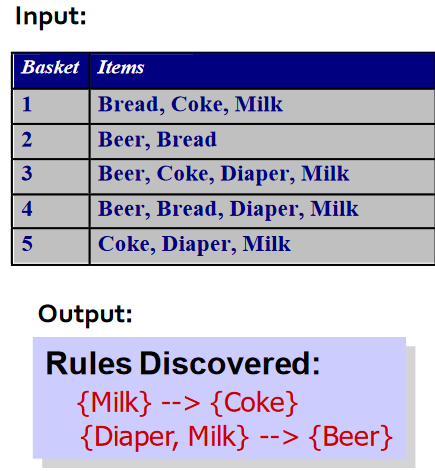 Input:
Basket Items
1 Bread, Coke, Milk
2 Beer, Bread
3 Beer, Coke, Diaper, Milk
4 Beer, Bread, Diaper, Milk
5 Coke, Diaper, Milk
Output:
Rules Discovered:
{Milk} --> {Coke}
{Diaper, Milk} --> {Beer}